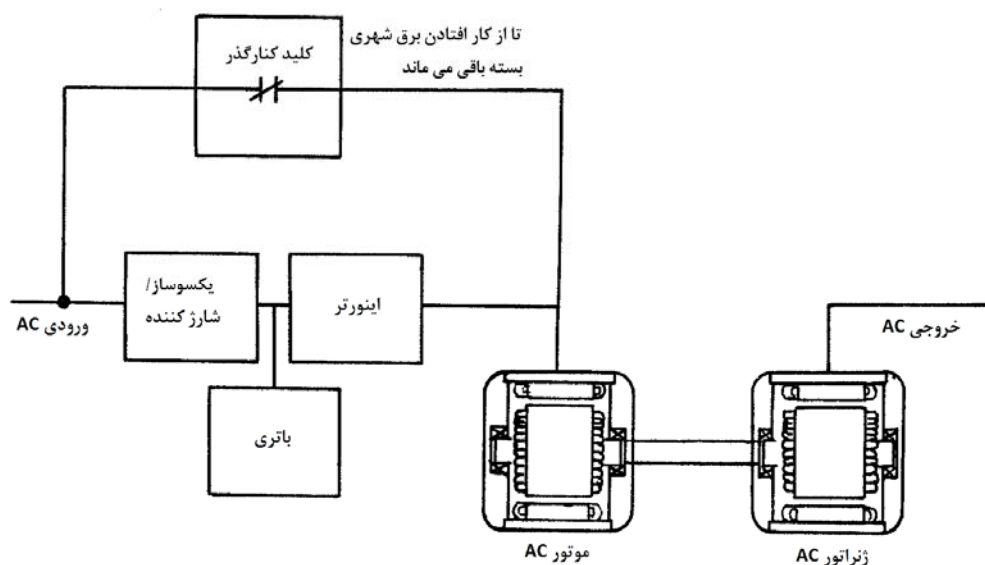 تا از کار افتادن برق شهری
بسته باقی می ماند
کلید کنارگذر
یکسوساز/
شارژ کننده
اینورتر
ورودی AC
خروجی AC
باتری
موتور AC
ژنراتور AC